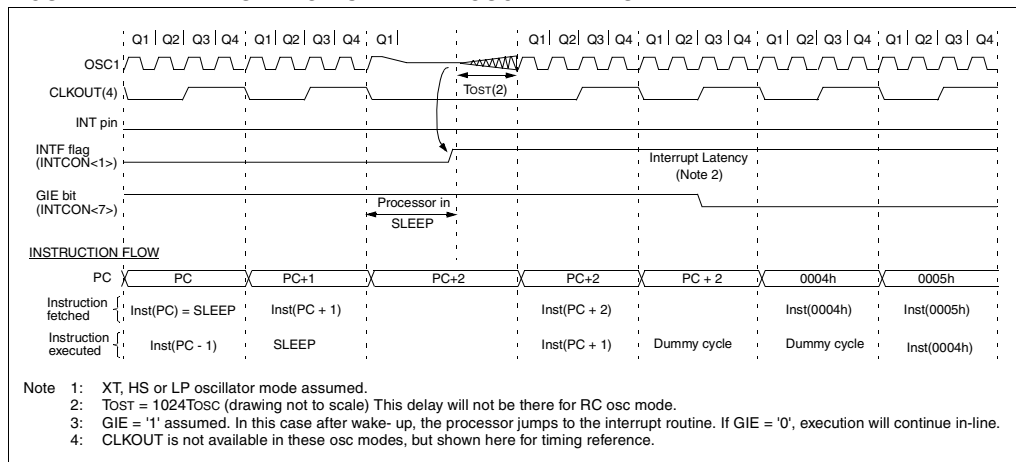 Q1 Q2 Q3 Q4 Q1 Q2 Q3 Q4 Q1 Q1 Q2 Q3 Q4 Q1 Q2 Q3 Q4 Q1 Q2 Q3 Q4 Q1 Q2 Q3 Q4
OSC1
TOST(2)
CLKOUT(4)
INT pin
INTF flag
(INTCON<1>)
Interrupt Latency
(Note 2)
GIE bit
(INTCON<7>)
Processor in
SLEEP
INSTRUCTION FLOW
PC PC PC+1 PC+2 PC+2 PC + 2 0004h 0005h
Instruction
fetched
Inst(PC) = SLEEP Inst(PC + 1) Inst(PC + 2) Inst(0004h) Inst(0005h)
Instruction
executed
Inst(PC - 1) SLEEP Inst(PC + 1) Dummy cycle Dummy cycle Inst(0004h)
Note 1: XT, HS or LP oscillator mode assumed.
2: TOST = 1024TOSC (drawing not to scale) This delay will not be there for RC osc mode.
3: GIE = '1' assumed. In this case after wake- up, the processor jumps to the interrupt routine. If GIE = '0', execution will continue in-line.
4: CLKOUT is not available in these osc modes, but shown here for timing reference.